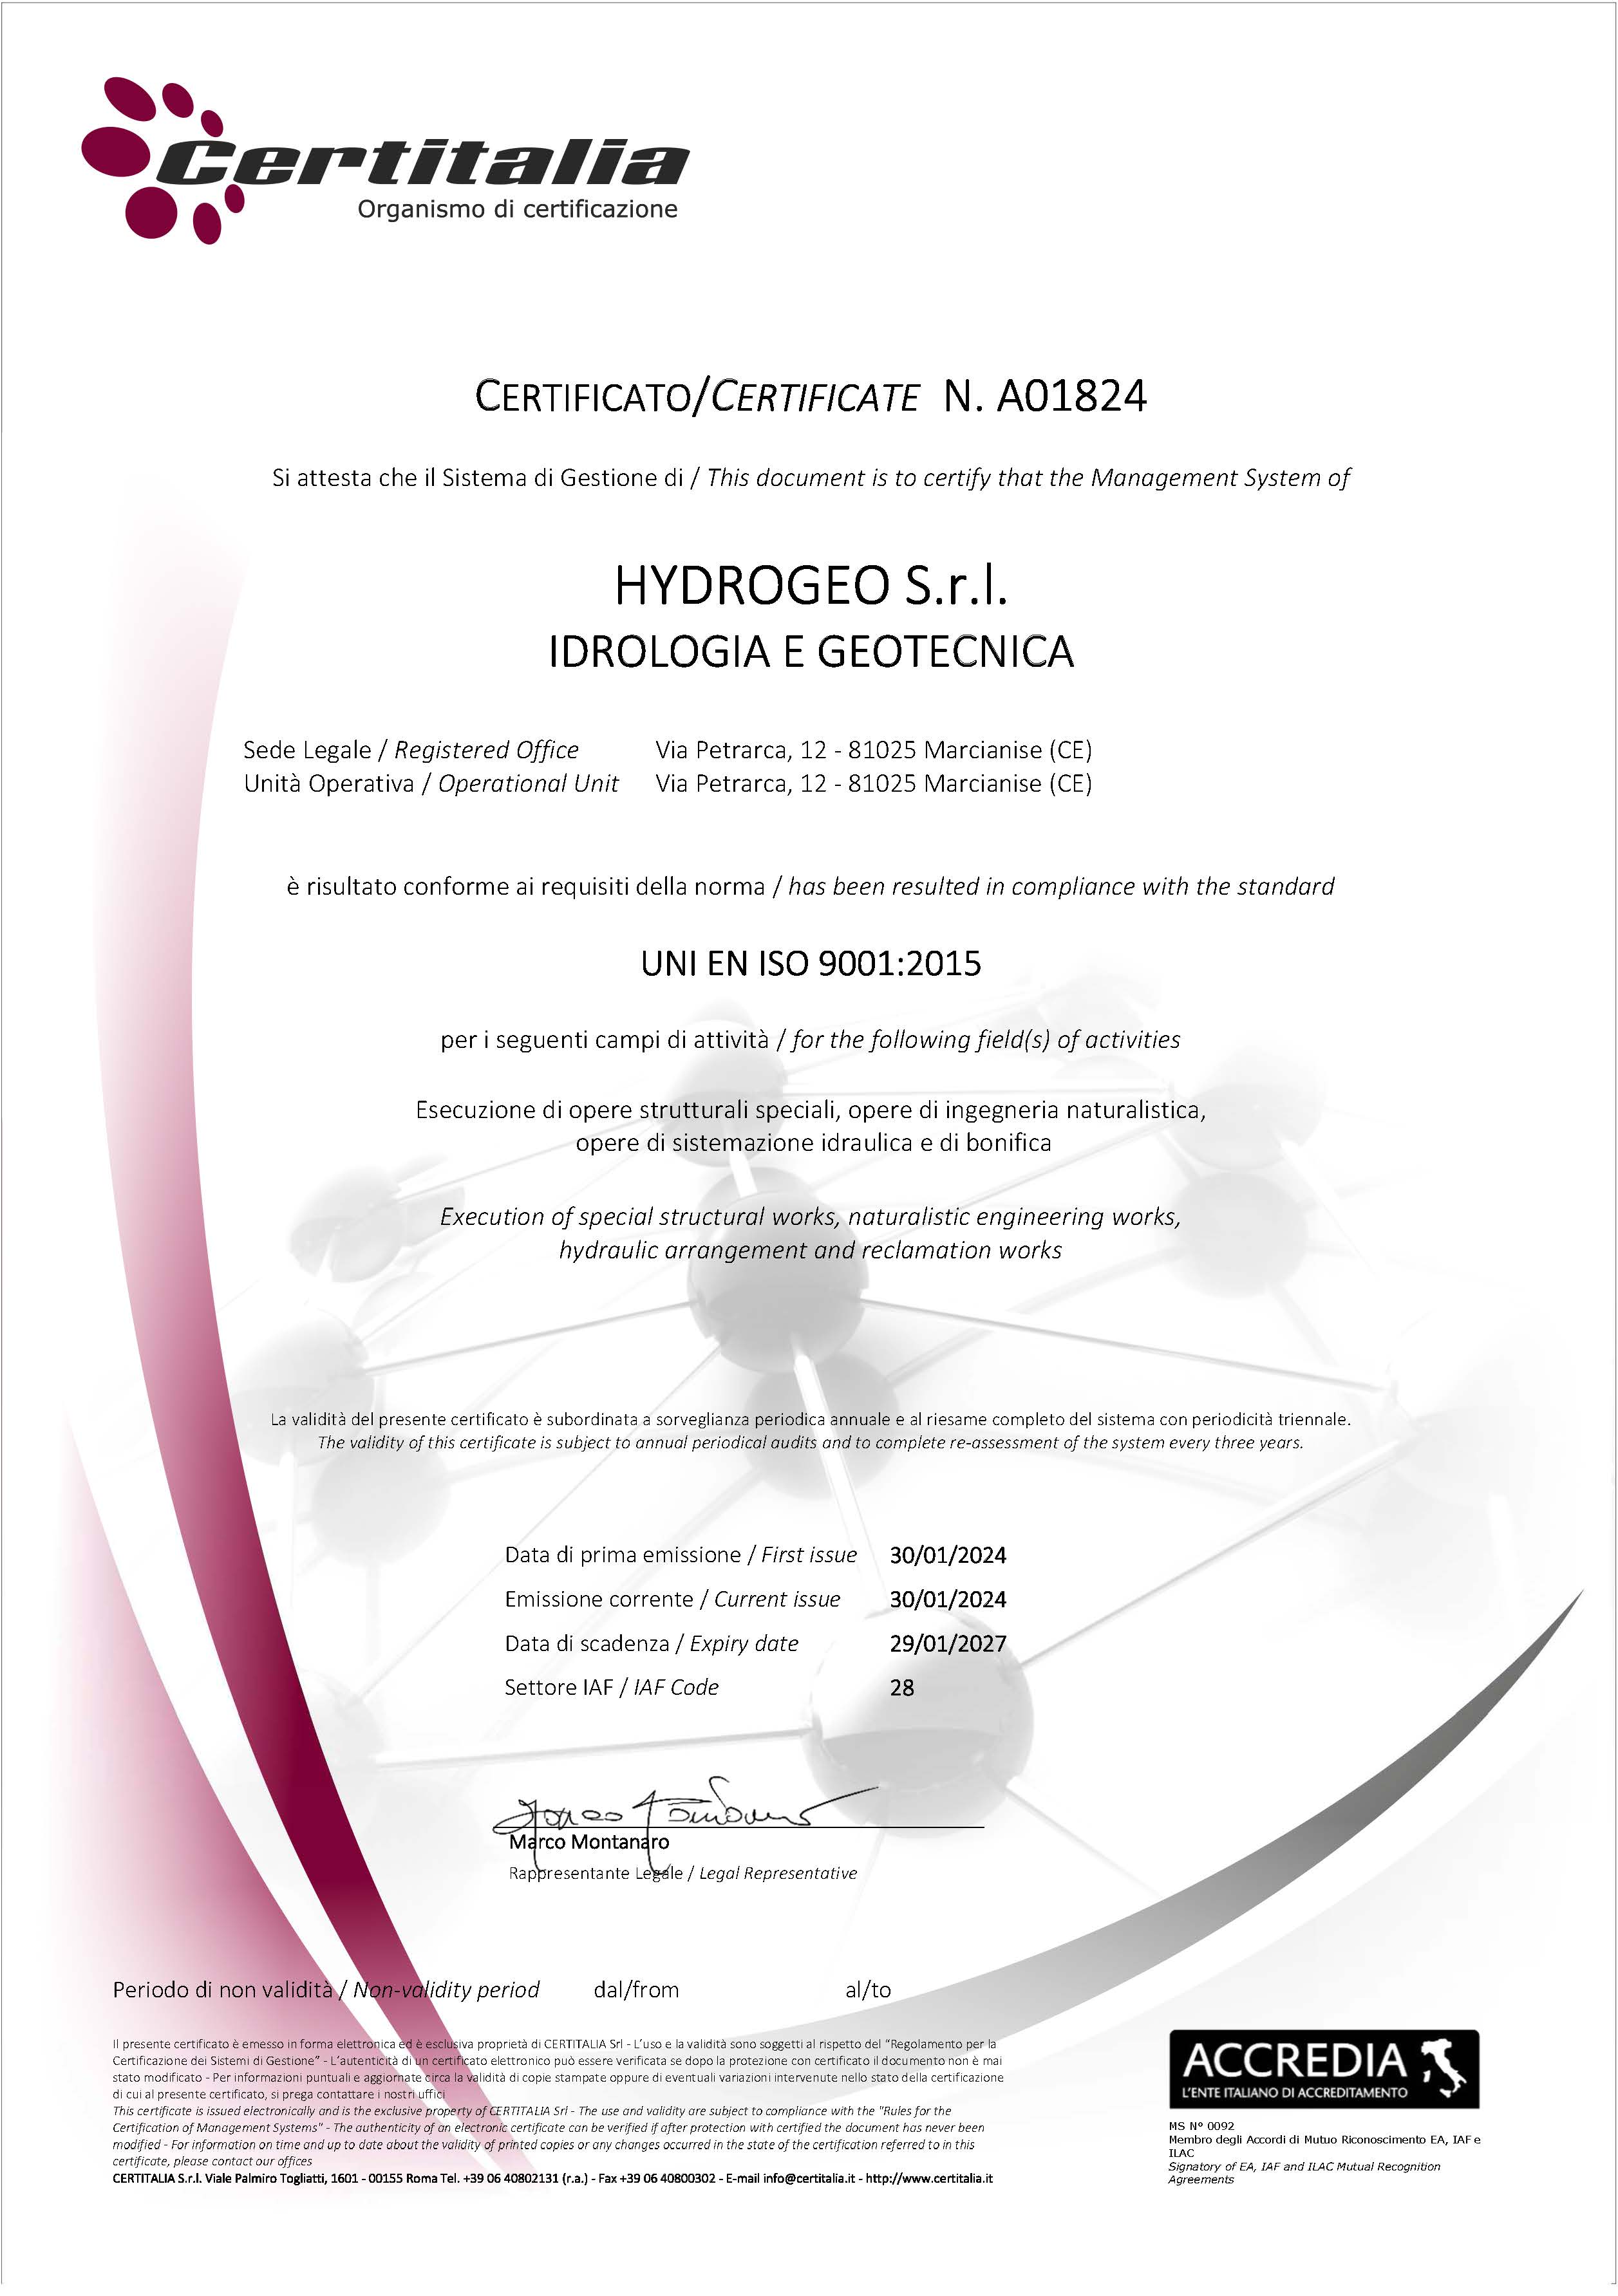 Certitalia
Organismo di certificazione
CERTIFICATO/CERTIFICATE N. A01824
Si attesta che il Sistema di Gestione di / This document is to certify that the Management System of
HYDROGEO S.r.l.
IDROLOGIA E GEOTECNICA
Sede Legale / Registered Office Via Petrarca, 12 - 81025 Marcianise (CE)
Unità Operativa / Operational Unit Via Petrarca, 12 - 81025 Marcianise (CE)
è risultato conforme ai requisiti della norma / has been resulted in compliance with the standard
UNI EN ISO 9001:2015
per i seguenti campi di attività / for the following field(s) of activities
Esecuzione di opere strutturali speciali, opere di ingegneria naturalistica,
opere di sistemazione idraulica e di bonifica
Execution of special structural works, naturalistic engineering works,
hydraulic arrangement and reclamation works
La validità del presente certificato è subordinata a sorveglianza periodica annuale e al riesame completo del sistema con periodicità triennale.
The validity of this certificate is subject to annual periodical audits and to complete re-assessment of the system every three years.
Data di prima emissione / First issue 30/01/2024
Emissione corrente / Current issue 30/01/2024
Data di scadenza / Expiry date 29/01/2027
Settore IAF / IAF Code 28
Marco Montanaro
Rappresentante Legale / Legal Representative
Periodo di non validità / Non-validity period dal/from al/to
Il presente certificato è emesso in forma elettronica ed è esclusiva proprietà di CERTITALIA Srl - L'uso e la validità sono soggetti al rispetto del "Regolamento per la
Certificazione dei Sistemi di Gestione" - L'autenticità di un certificato elettronico può essere verificata se dopo la protezione con certificato il documento non è mai
stato modificato - Per informazioni puntuali e aggiornate circa la validità di copie stampate oppure di eventuali variazioni intervenute nello stato della certificazione
di cui al presente certificato, si prega contattare i nostri uffici
This certificate is issued electronically and is the exclusive property of CERTITALIA Srl - The use and validity are subject to compliance with the "Rules for the
Certification of Management Systems" - The authenticity of an electronic certificate can be verified if after protection with certified the document has never been
modified - For information on time and up to date about the validity of printed copies or any changes occurred in the state of the certification referred to in this
certificate, please contact our offices
CERTITALIA S.r.l. Viale Palmiro Togliatti, 1601 - 00155 Roma Tel. +39 06 40802131 (r.a.) - Fax +39 06 40800302 - E-mail info@certitalia.it - http://www.certitalia.it
ACCREDIA
L'ENTE ITALIANO DI ACCREDITAMENTO
MS N° 0092
Membro degli Accordi di Mutuo Riconoscimento EA, IAF e
ILAC
Signatory of EA, IAF and ILAC Mutual Recognition
Agreements